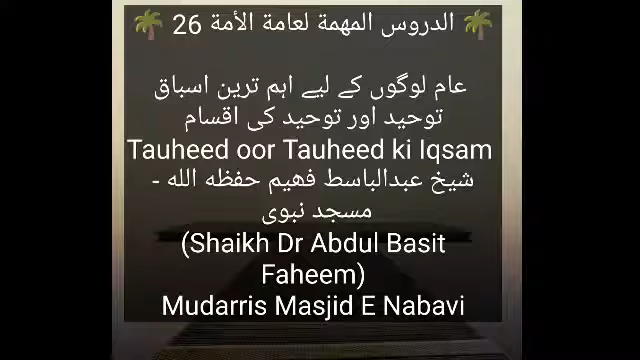 🌴 الدروس المهمة لعامة الأمة 26 🌴
عام لوگوں کے لیے اہم ترین اسباق
توحید اور توحید کی اقسام
Tauheed oor Tauheed ki Iqsam
شیخ عبدالباسط فهيم حفظه الله -
مسجد نبوی
(Shaikh Dr Abdul Basit
Faheem)
Mudarris Masjid E Nabavi